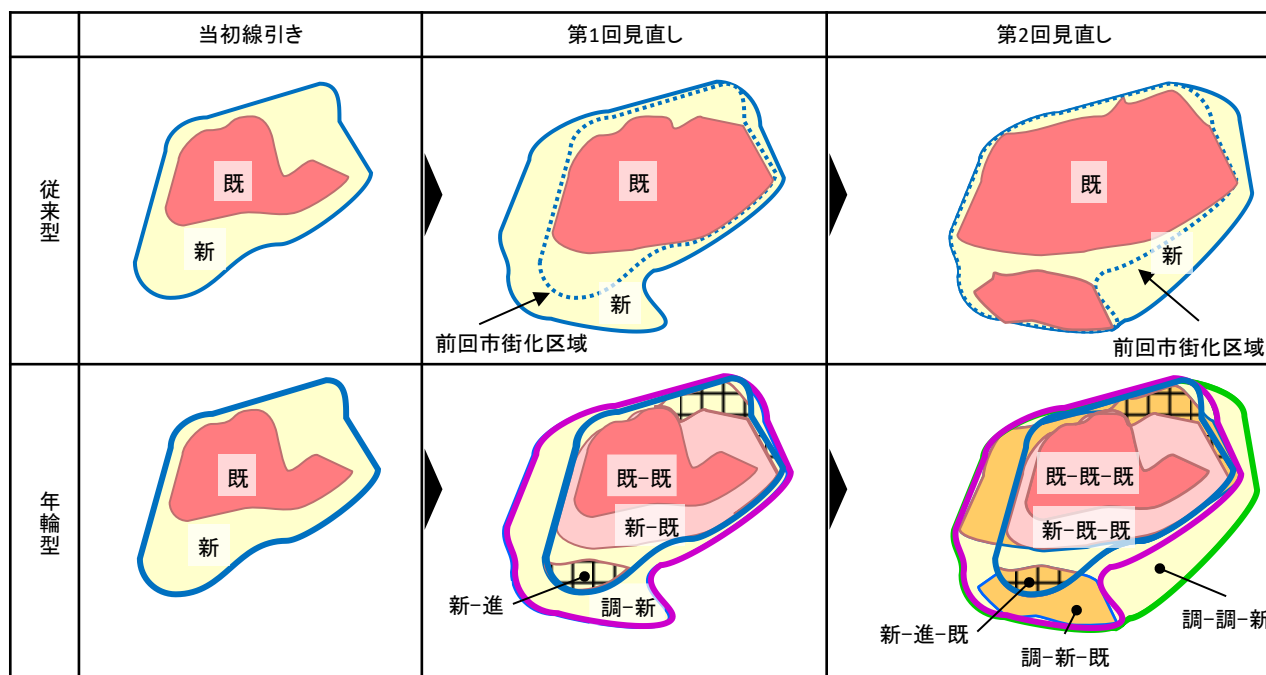 当初線引き
第1回見直し
第2回見直し
従来型
既
新
既
新
前回市街化区域
既
新
前回市街化区域
年輪型
既
新
既-既
新-既
新-進
調-新
既-既-既
新-既-既
新-進-既
調-新-既
調-調-新